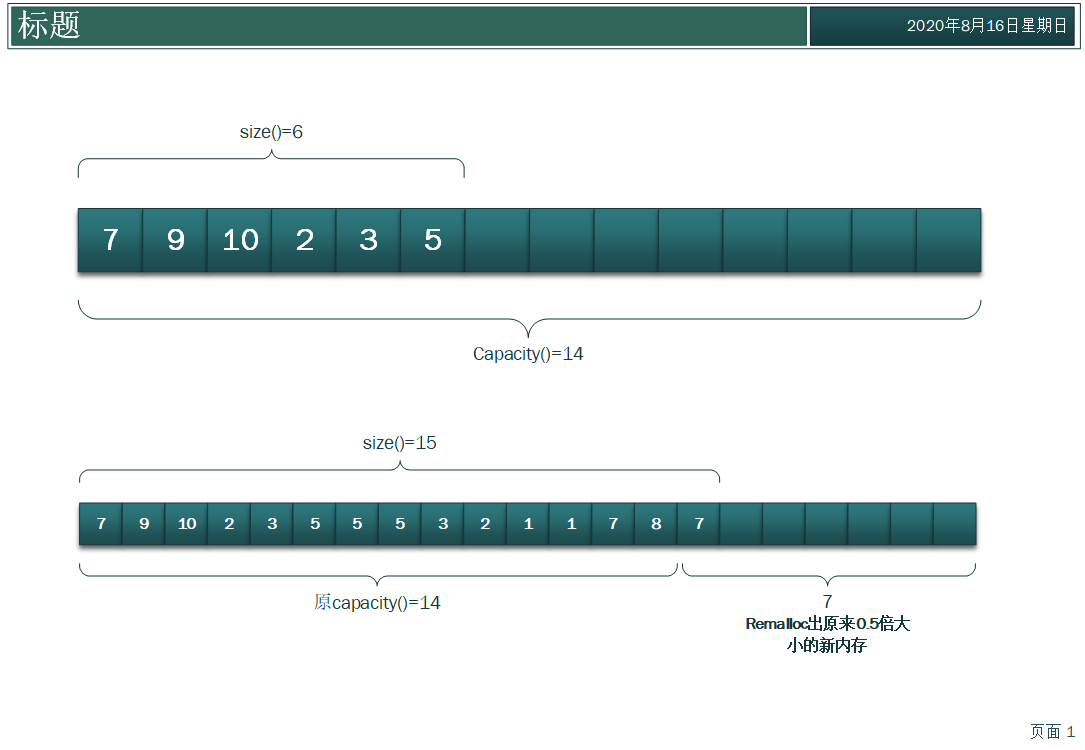 标题
2020年8月16日星期日
size()=6
7 9 10 2 3 5
Capacity()=14
size()=15
7 9 10 2 3 5 5 5 3 2 1 1 7 8 7
原capacity()=14
7
Remalloc出原来0.5倍大
小的新内存
页面 1